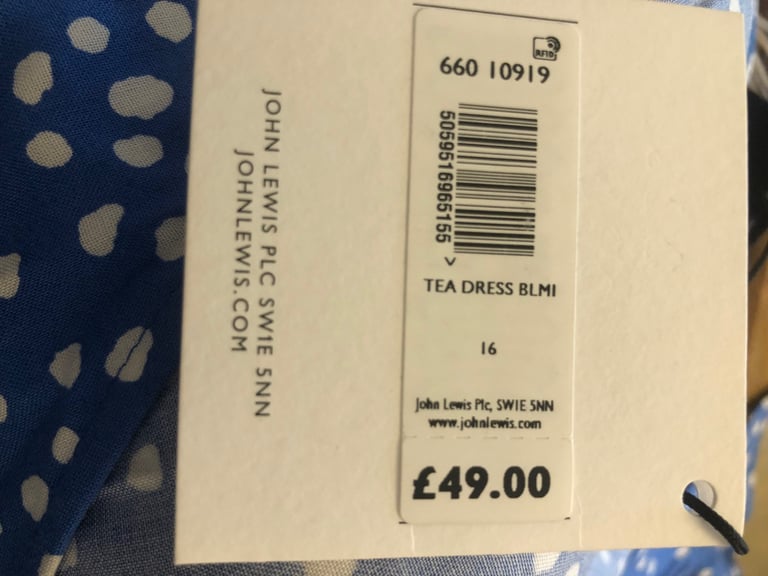 JOHN LEWIS PLC SW1E 5NN
JOHNLEWIS.COM
RFID
660 10919
5059516965155 >
TEA DRESS BLMI
16
John Lewis Plc, SW1E 5NN
www.johnlewis.com
£49.00